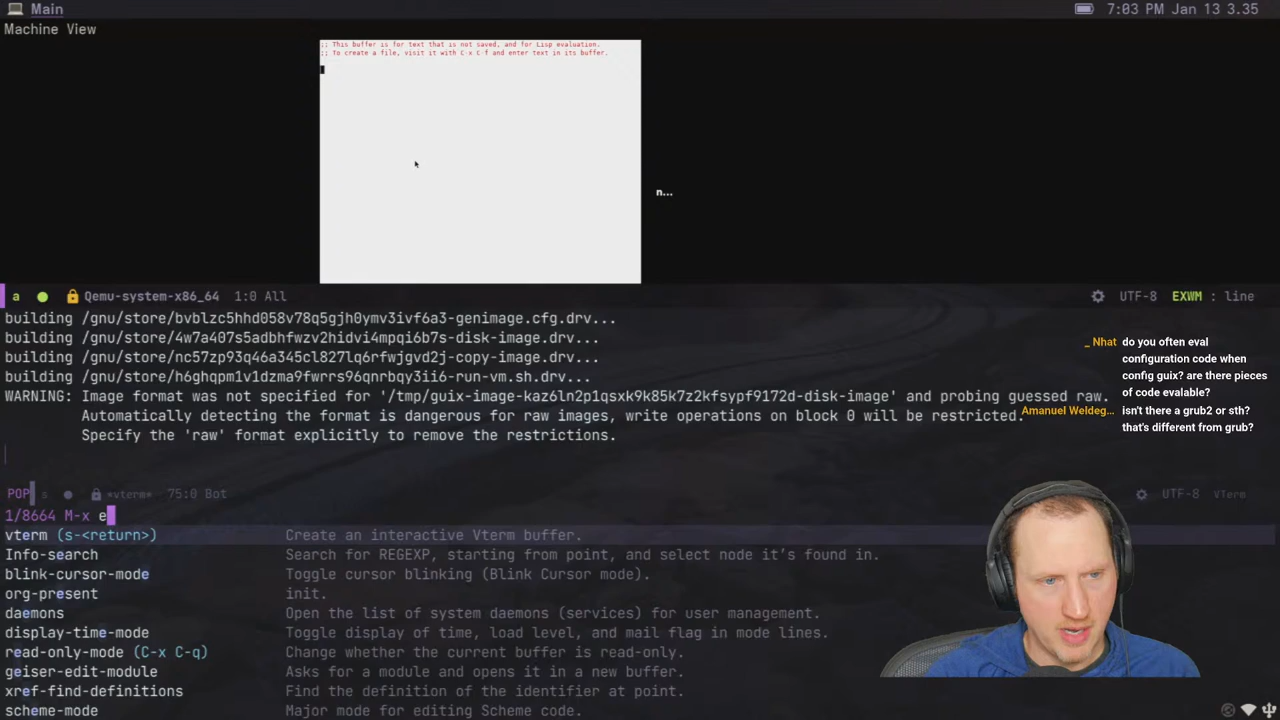 Main
7:03 PM Jan 13 3.35
Machine View
;; This buffer is for text that is not saved, and for Lisp evaluation.
;; To create a file, visit it with C-x C-f and enter text in its buffer.
n...
a Qemu-system-x86_64 1:0 All UTF-8 EXWM : line
building /gnu/store/bvblzc5hhd058v78q5gjh0ymv3ivf6a3-genimage.cfg.drv...
building /gnu/store/4w7a407s5adbhfwzv2hidvi4mpqi6b7s-disk-image.drv...
building /gnu/store/nc57zp93q46a345cl827lq6rfwjgvd2j-copy-image.drv...
building /gnu/store/h6ghqpm1v1dzma9fwrrs96qnrbqy3ii6-run-vm.sh.drv...
WARNING: Image format was not specified for '/tmp/guix-image-kaz6ln2p1qsxk9k85k7z2kfsypf9172d-disk-image' and probing guessed raw.
Automatically detecting the format is dangerous for raw images, write operations on block 0 will be restricted.
Specify the 'raw' format explicitly to remove the restrictions.
_ Nhat do you often eval
configuration code when
config guix? are there pieces
of code evalable?
Amanuel Weldeg... isn't there a grub2 or sth?
that's different from grub?
POP s *vterm* 75:0 Bot UTF-8 VTerm
1/8664 M-x e
vterm (s-<return>) Create an interactive Vterm buffer.
Info-search Search for REGEXP, starting from point, and select node it's found in.
blink-cursor-mode Toggle cursor blinking (Blink Cursor mode).
org-present init.
daemons Open the list of system daemons (services) for user management.
display-time-mode Toggle display of time, load level, and mail flag in mode lines.
read-only-mode (C-x C-q) Change whether the current buffer is read-only.
geiser-edit-module Asks for a module and opens it in a new buffer.
xref-find-definitions Find the definition of the identifier at point.
scheme-mode Major mode for editing Scheme code.